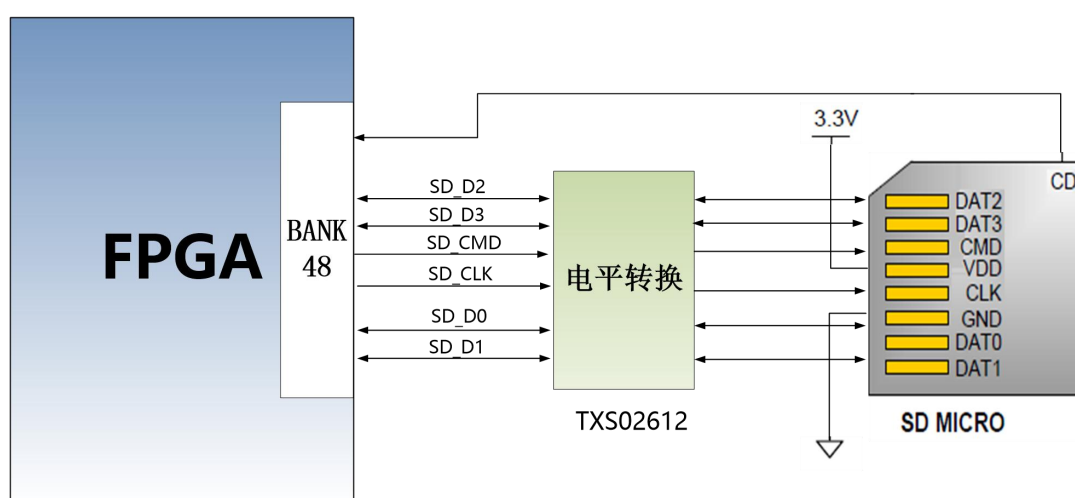 FPGA
BANK
48
SD_D2
SD_D3
SD_CMD
SD_CLK
SD_D0
SD_D1
电平转换
TXS02612
3.3V
CD
DAT2
DAT3
CMD
VDD
CLK
GND
DAT0
DAT1
SD MICRO